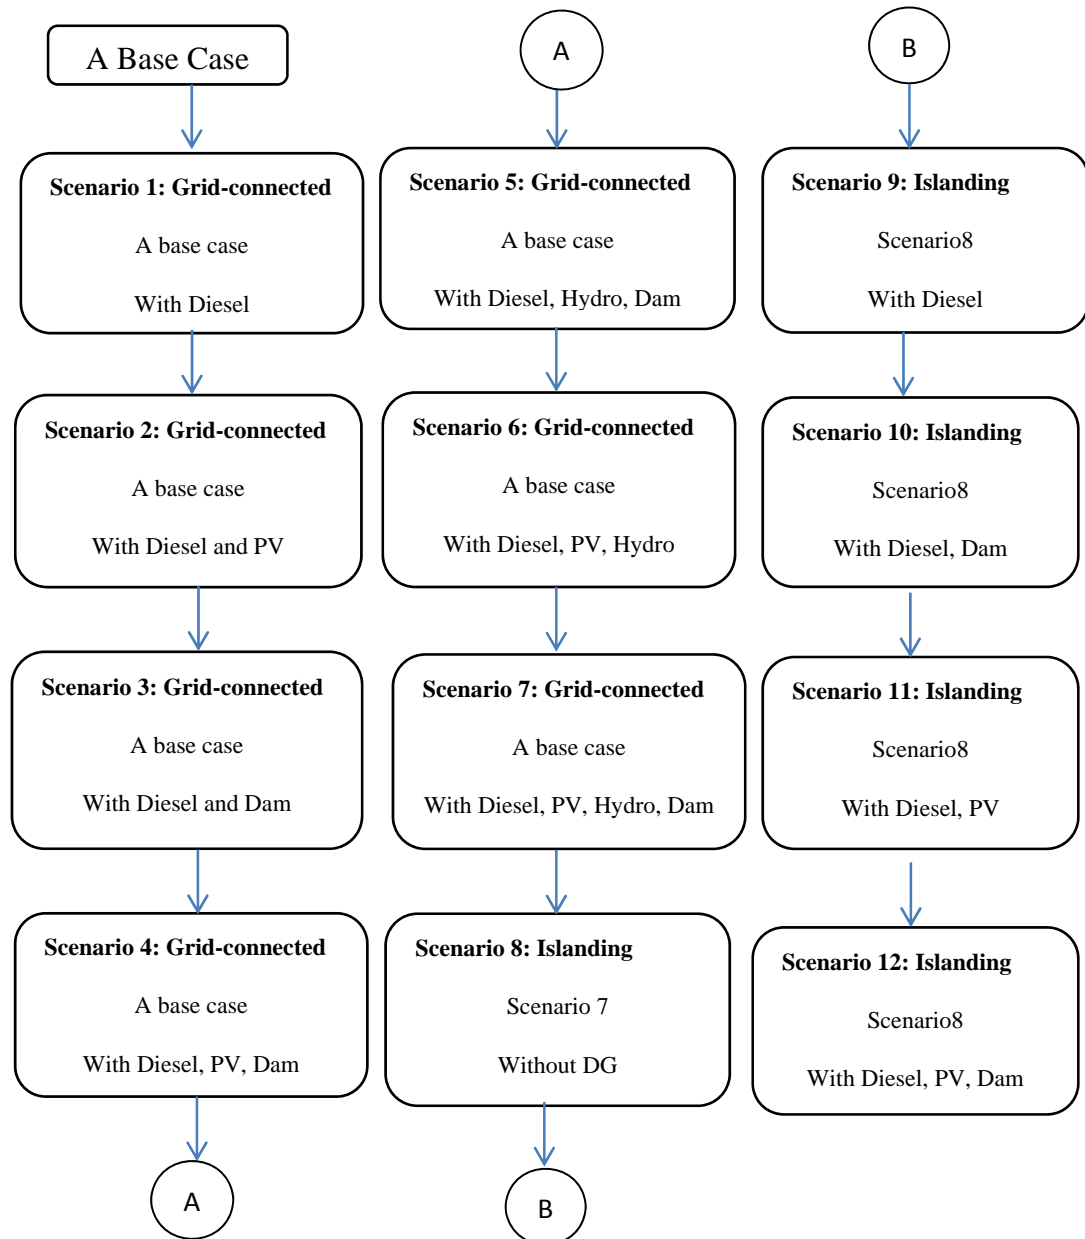 A Base Case
Scenario 1: Grid-connected
A base case
With Diesel
Scenario 2: Grid-connected
A base case
With Diesel and PV
Scenario 3: Grid-connected
A base case
With Diesel and Dam
Scenario 4: Grid-connected
A base case
With Diesel, PV, Dam
A
A
Scenario 5: Grid-connected
A base case
With Diesel, Hydro, Dam
Scenario 6: Grid-connected
A base case
With Diesel, PV, Hydro
Scenario 7: Grid-connected
A base case
With Diesel, PV, Hydro, Dam
Scenario 8: Islanding
Scenario 7
Without DG
B
B
Scenario 9: Islanding
Scenario8
With Diesel
Scenario 10: Islanding
Scenario8
With Diesel, Dam
Scenario 11: Islanding
Scenario8
With Diesel, PV
Scenario 12: Islanding
Scenario8
With Diesel, PV, Dam